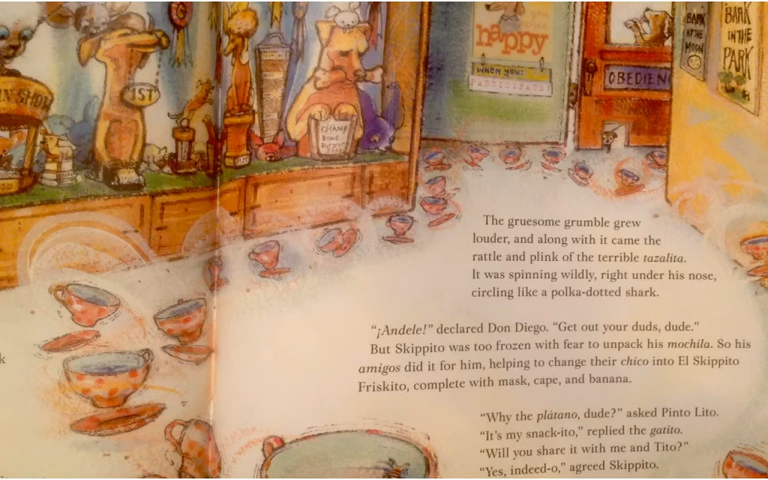 1ST
CHAMP
happy
when you:
PARTICIPATE
OBEDIEN
BARK
AT THE
MOON
BARK
IN THE
PARK
The gruesome grumble grew
louder, and along with it came the
rattle and plink of the terrible tazalita.
It was spinning wildly, right under his nose,
circling like a polka-dotted shark.
“¡Andele!” declared Don Diego. “Get out your duds, dude.”
But Skippito was too frozen with fear to unpack his mochila. So his
amigos did it for him, helping to change their chico into El Skippito
Friskito, complete with mask, cape, and banana.
“Why the plátano, dude?” asked Pinto Lito.
“It’s my snack-ito,” replied the gatito.
“Will you share it with me and Tito?”
“Yes, indeed-o,” agreed Skippito.